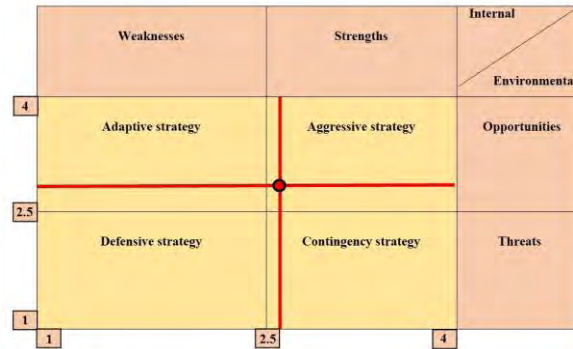 Weaknesses
Strengths
Internal
Environmenta
4
Adaptive strategy
Aggressive strategy
Opportunities
2.5
Defensive strategy
Contingency strategy
Threats
1
1
2.5
4